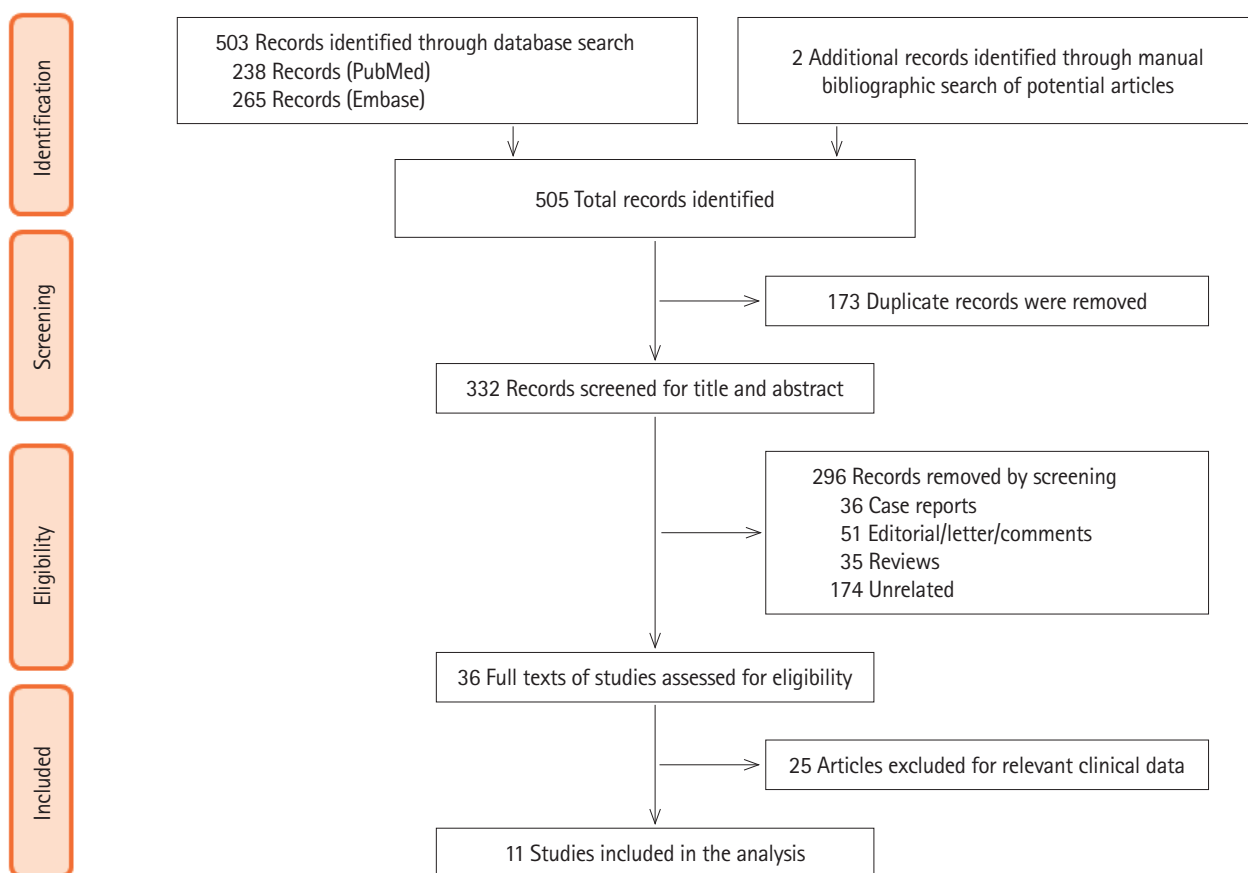 Identification
503 Records identified through database search
238 Records (PubMed)
265 Records (Embase)
2 Additional records identified through manual
bibliographic search of potential articles
505 Total records identified
Screening
173 Duplicate records were removed
332 Records screened for title and abstract
Eligibility
296 Records removed by screening
36 Case reports
51 Editorial/letter/comments
35 Reviews
174 Unrelated
36 Full texts of studies assessed for eligibility
Included
25 Articles excluded for relevant clinical data
11 Studies included in the analysis